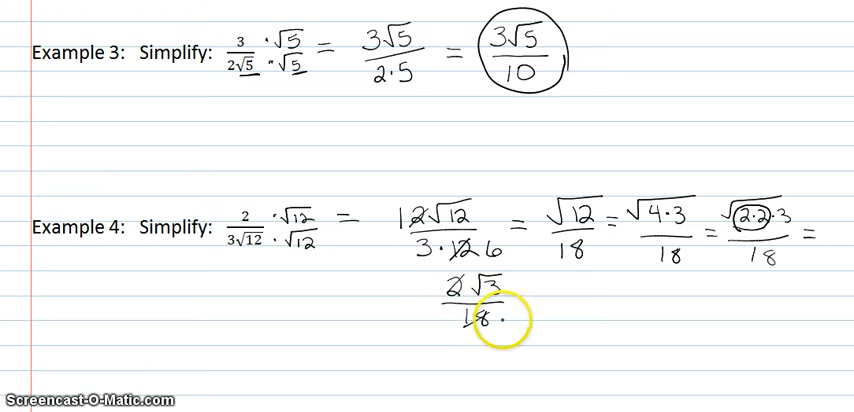 Example 3: Simplify: 3/2√5 · √5/√5 = 3√5/2·5 = 3√5/10
Example 4: Simplify: 2/3√12 · √12/√12 = 12√12/3·126 = √12/18 = √4·3/18 = √2·2·3/18 =
2√3/18
Screencast-O-Matic.com